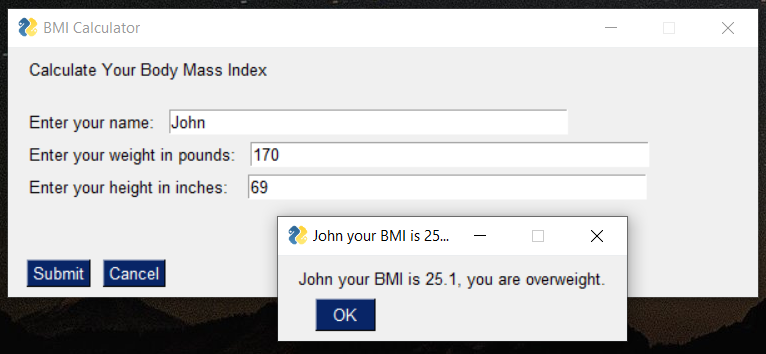 BMI Calculator
Calculate Your Body Mass Index
Enter your name: John
Enter your weight in pounds: 170
Enter your height in inches: 69
Submit Cancel
John your BMI is 25...
John your BMI is 25.1, you are overweight.
OK